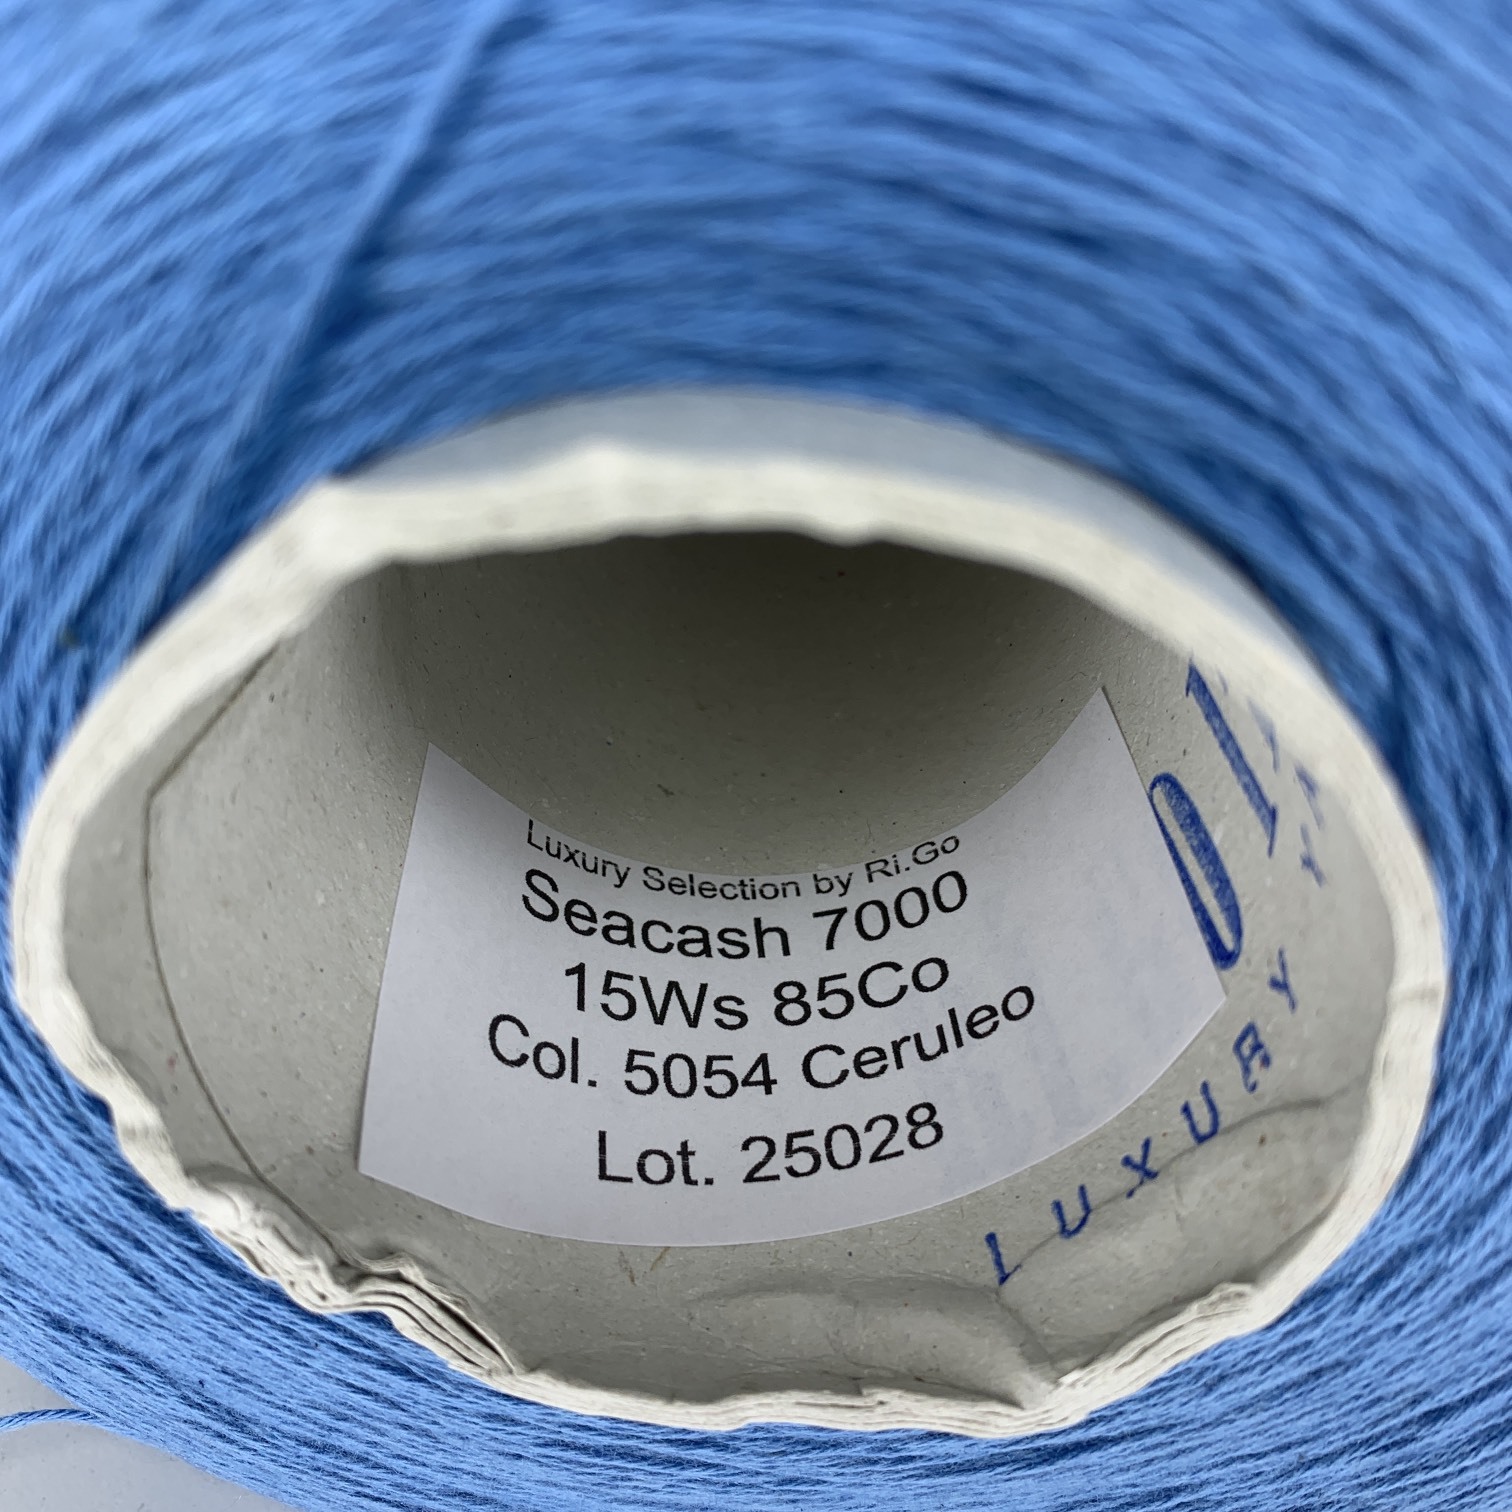 Luxury Selection by Ri.Go
Seacash 7000
15Ws 85Co
Col. 5054 Ceruleo
Lot. 25028
LUXURY